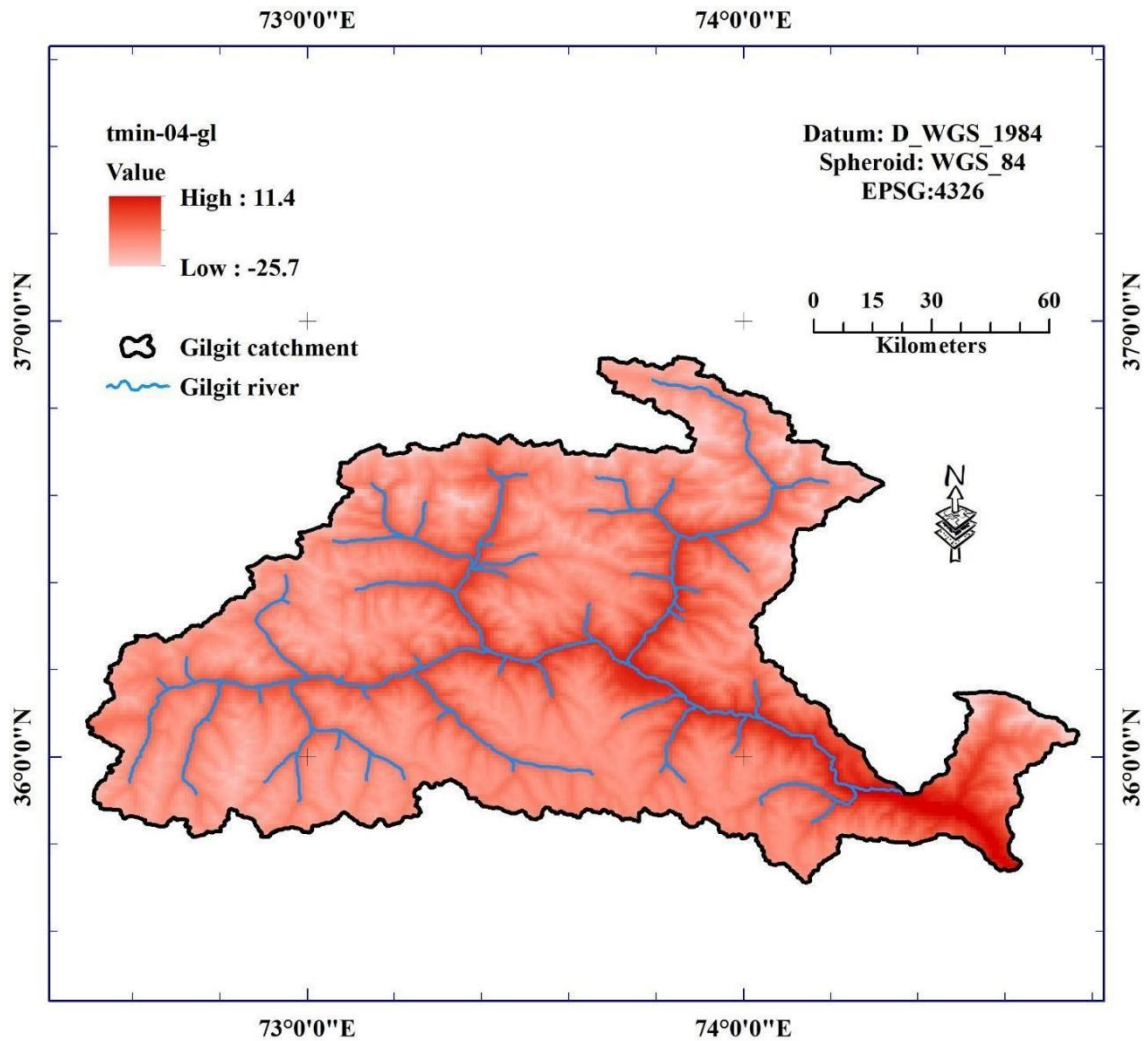 73°0'0"E 74°0'0"E
tmin-04-gl
Value
High : 11.4
Low : -25.7
Datum: D_WGS_1984
Spheroid: WGS_84
EPSG:4326
0 15 30 60
Kilometers
37°0'0"N 37°0'0"N
Gilgit catchment
Gilgit river
N
36°0'0"N 36°0'0"N
73°0'0"E 74°0'0"E